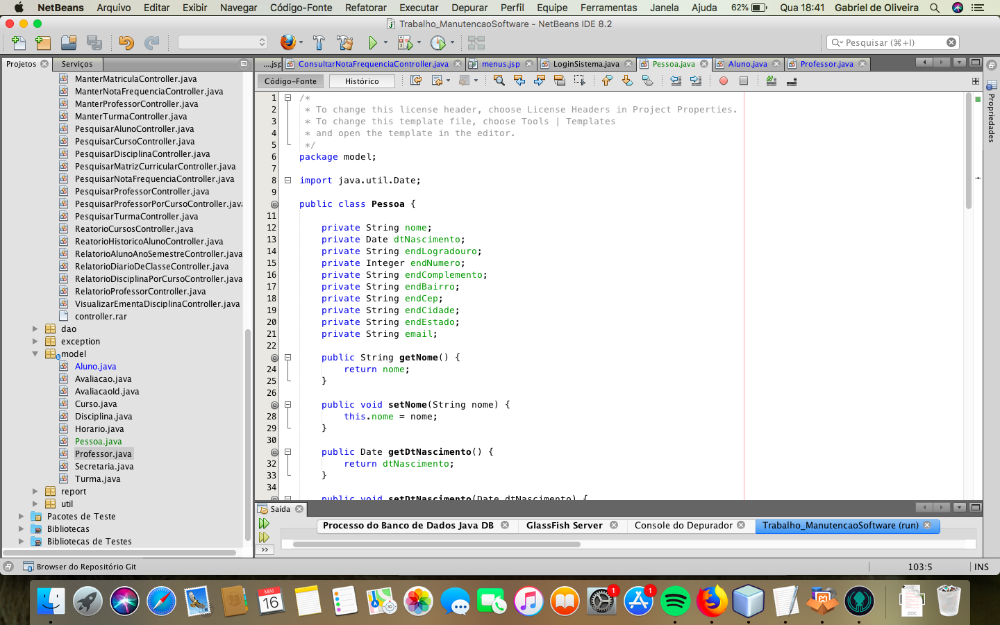 NetBeans Arquivo Editar Exibir Navegar Código-Fonte Refatorar Executar Depurar Perfil Equipe Ferramentas Janela Ajuda 62% Qua 18:41 Gabriel de Oliveira
Trabalho_ManutencaoSoftware - NetBeans IDE 8.2
Pesquisar (⌘+I)
Projetos Serviços
....jsp ConsultarNotaFrequenciaController.java menus.jsp LoginSistema.java Pessoa.java Aluno.java Professor.java
Código-Fonte Histórico
Propriedades
ManterMatriculaController.java
ManterNotaFrequenciaController.java
ManterProfessorController.java
ManterTurmaController.java
PesquisarAlunoController.java
PesquisarCursoController.java
PesquisarDisciplinaController.java
PesquisarMatrizCurricularController.java
PesquisarNotaFrequenciaController.java
PesquisarProfessorController.java
PesquisarProfessorPorCursoController.java
PesquisarTurmaController.java
ReatorioCursosController.java
ReatorioHistoricoAlunoController.java
RelatorioAlunoAnoSemestreController.java
RelatorioDiarioDeClasseController.java
RelatorioDisciplinaPorCursoController.java
RelatorioProfessorController.java
VisualizarEmentaDisciplinaController.java
controller.rar
dao
exception
model
Aluno.java
Avaliacao.java
AvaliacaoId.java
Curso.java
Disciplina.java
Horario.java
Pessoa.java
Professor.java
Secretaria.java
Turma.java
report
util
Pacotes de Teste
Bibliotecas
Bibliotecas de Testes
1 /*
2 * To change this license header, choose License Headers in Project Properties.
3 * To change this template file, choose Tools | Templates
4 * and open the template in the editor.
5 */
6 package model;
7
8 import java.util.Date;
9
public class Pessoa {
11
12 private String nome;
13 private Date dtNascimento;
14 private String endLogradouro;
15 private Integer endNumero;
16 private String endComplemento;
17 private String endBairro;
18 private String endCep;
19 private String endCidade;
20 private String endEstado;
21 private String email;
22
public String getNome() {
24 return nome;
25 }
26
public void setNome(String nome) {
28 this.nome = nome;
29 }
30
public Date getDtNascimento() {
32 return dtNascimento;
33 }
34
public void setDtNascimento(Date dtNascimento) {
Saída
Processo do Banco de Dados Java DB GlassFish Server Console do Depurador Trabalho_ManutencaoSoftware (run)
Browser do Repositório Git 103:5 INS
MAI
16
3D
1
1
DOC